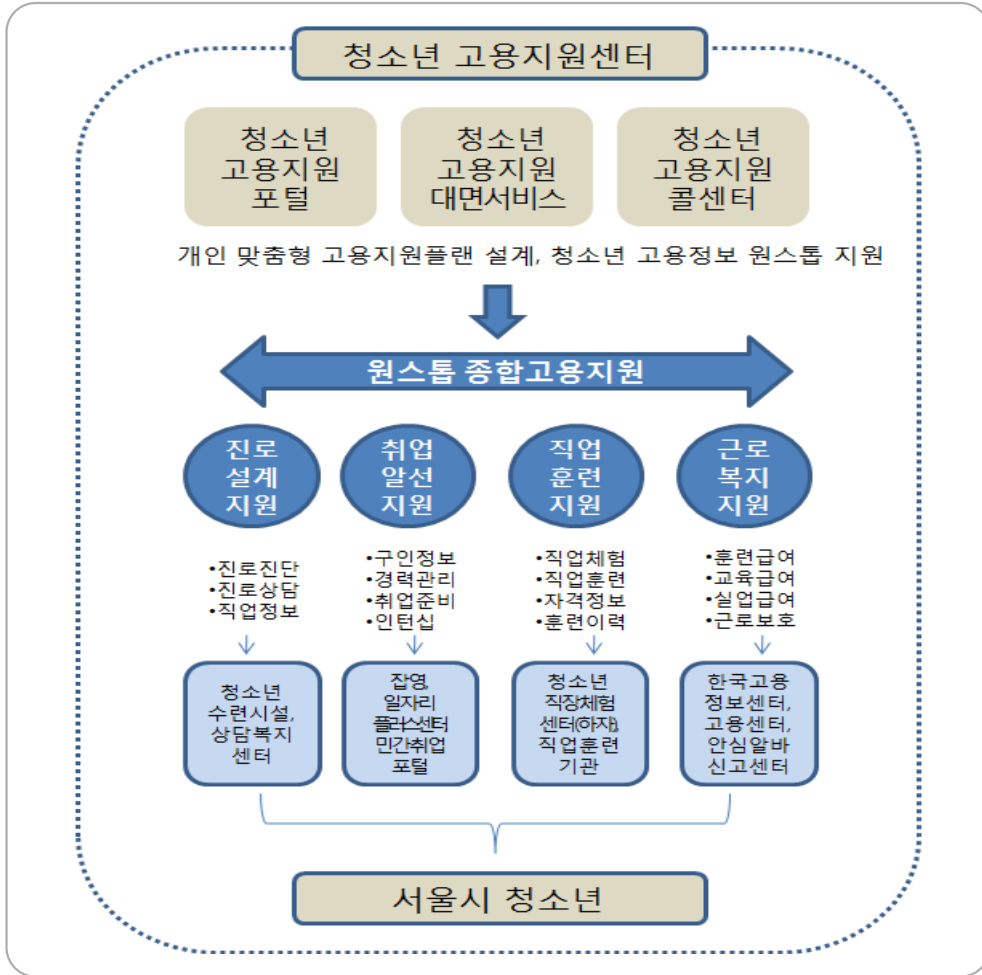 청소년 고용지원센터
청소년
고용지원
포털
청소년
고용지원
대면서비스
청소년
고용지원
콜센터
개인 맞춤형 고용지원플랜 설계, 청소년 고용정보 원스톱 지원
원스톱 종합고용지원
진로
설계
지원
취업
알선
지원
직업
훈련
지원
근로
복지
지원
•진로진단
•진로상담
•직업정보
•구인정보
•경력관리
•취업준비
•인턴십
•직업체험
•직업훈련
•자격정보
•훈련이력
•훈련급여
•교육급여
•실업급여
•근로보호
청소년
수련시설,
상담복지
센터
잡영,
일자리
플러스센터
민간취업
포털
청소년
직장체험
센터(하자),
직업훈련
기관
한국고용
정보센터,
고용센터,
안심알바
신고센터
서울시 청소년